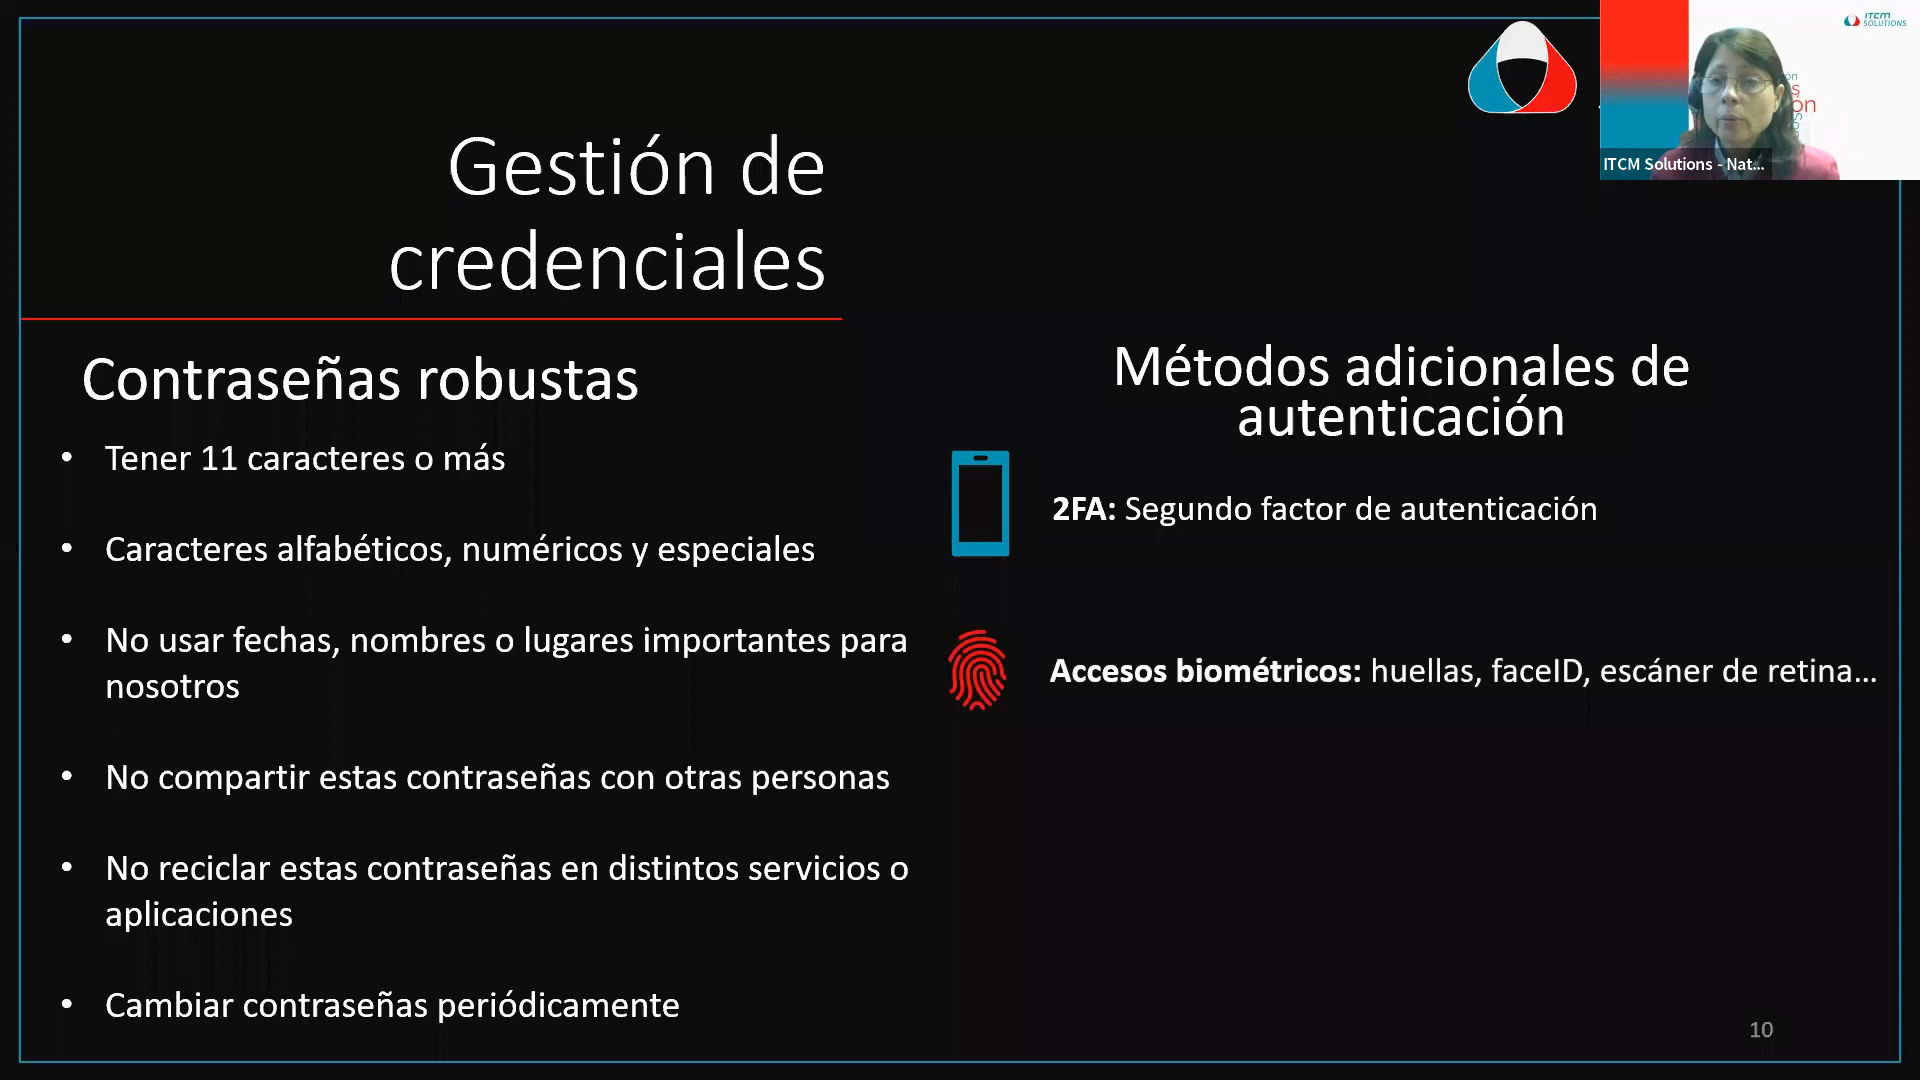 Gestión de
credenciales
Contraseñas robustas
• Tener 11 caracteres o más
• Caracteres alfabéticos, numéricos y especiales
• No usar fechas, nombres o lugares importantes para
nosotros
• No compartir estas contraseñas con otras personas
• No reciclar estas contraseñas en distintos servicios o
aplicaciones
• Cambiar contraseñas periódicamente
Métodos adicionales de
autenticación
2FA: Segundo factor de autenticación
Accesos biométricos: huellas, faceID, escáner de retina...
10
ITCM
SOLUTIONS
ITCM Solutions - Nat...